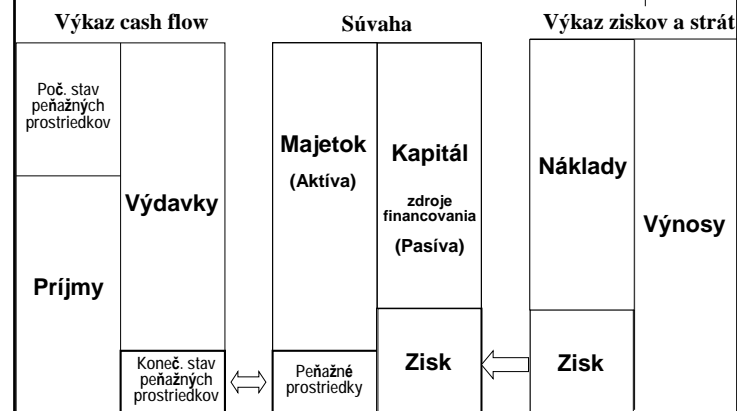 Výkaz cash flow
Súvaha
Výkaz ziskov a strát
Poč. stav
peňažných
prostriedkov
Výdavky
Príjmy
Koneč. stav
peňažných
prostriedkov
Majetok
(Aktíva)
Kapitál
zdroje
financovania
(Pasíva)
Peňažné
prostriedky
Zisk
Náklady
Výnosy
Zisk